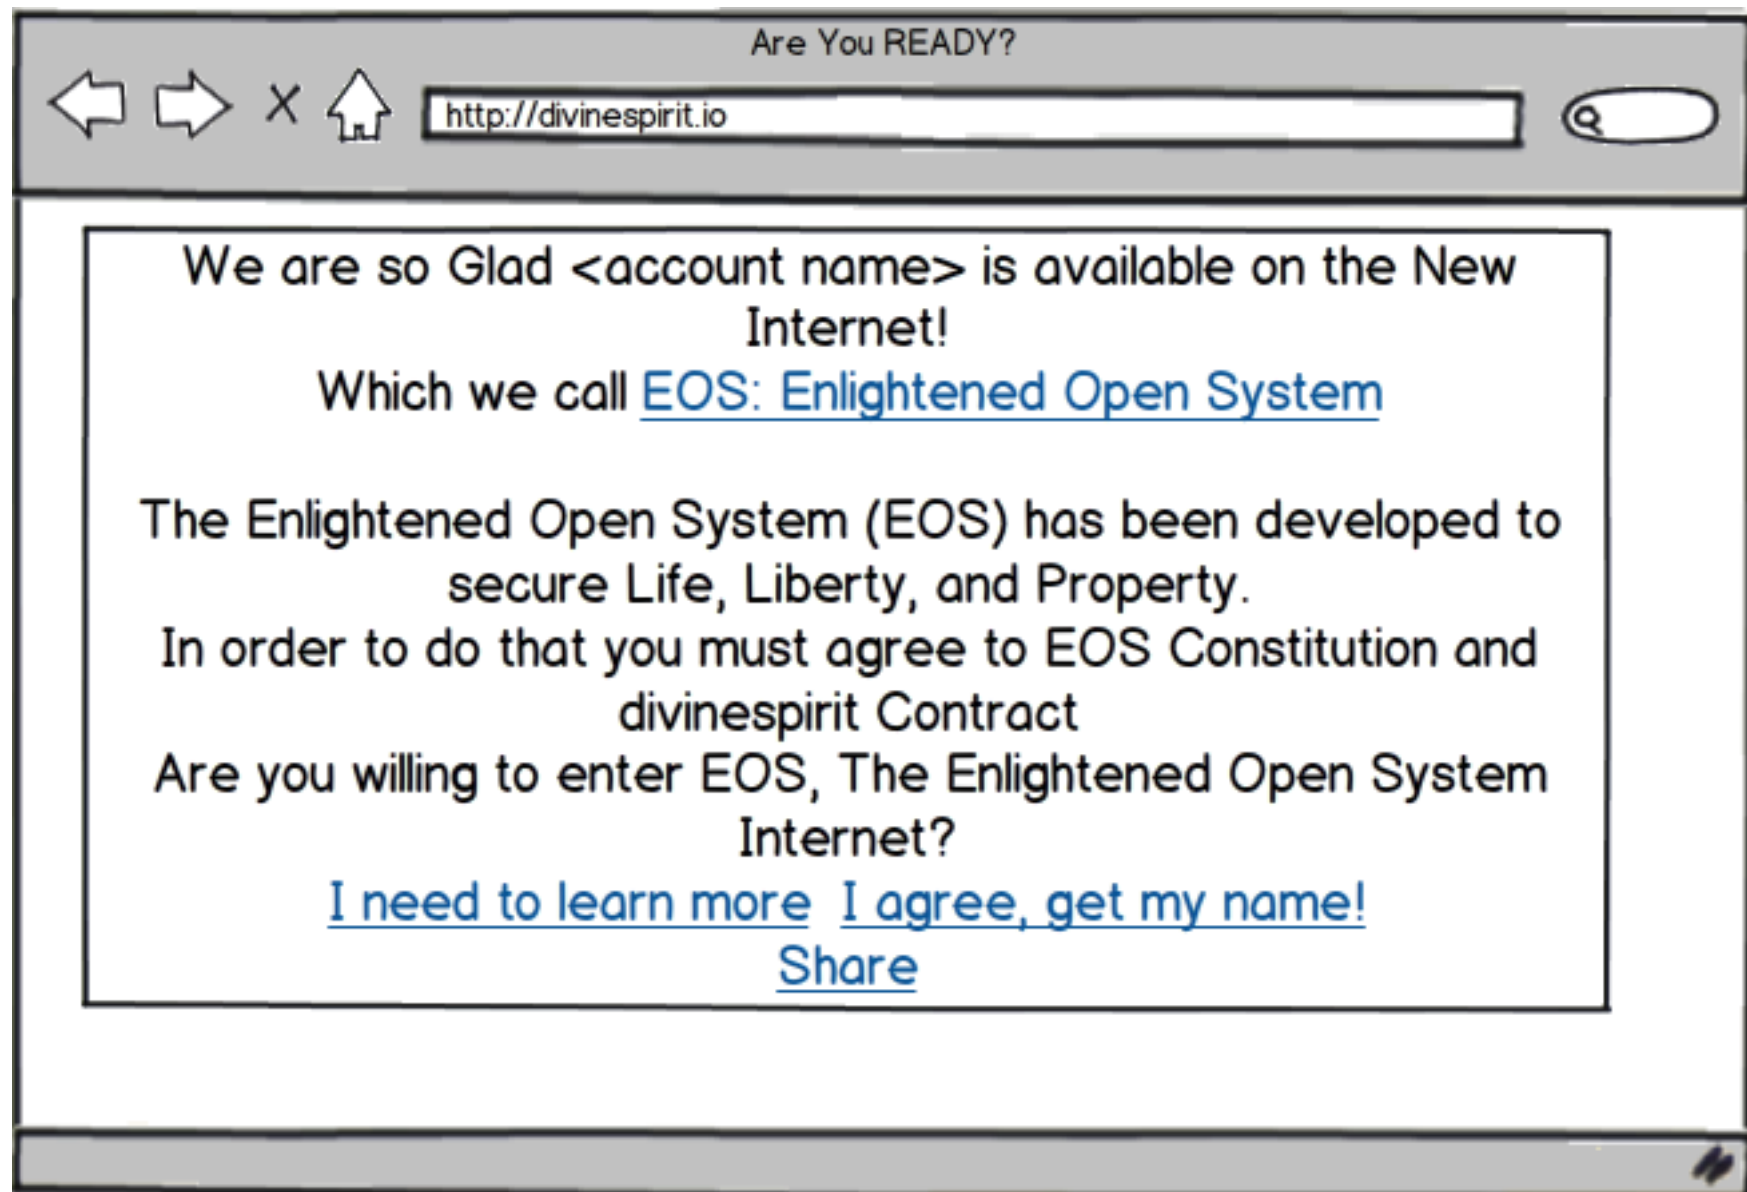 Are You READY?
http://divinespirit.io
We are so Glad <account name> is available on the New
Internet!
Which we call EOS: Enlightened Open System
The Enlightened Open System (EOS) has been developed to
secure Life, Liberty, and Property.
In order to do that you must agree to EOS Constitution and
divinespirit Contract
Are you willing to enter EOS, The Enlightened Open System
Internet?
I need to learn more I agree, get my name!
Share